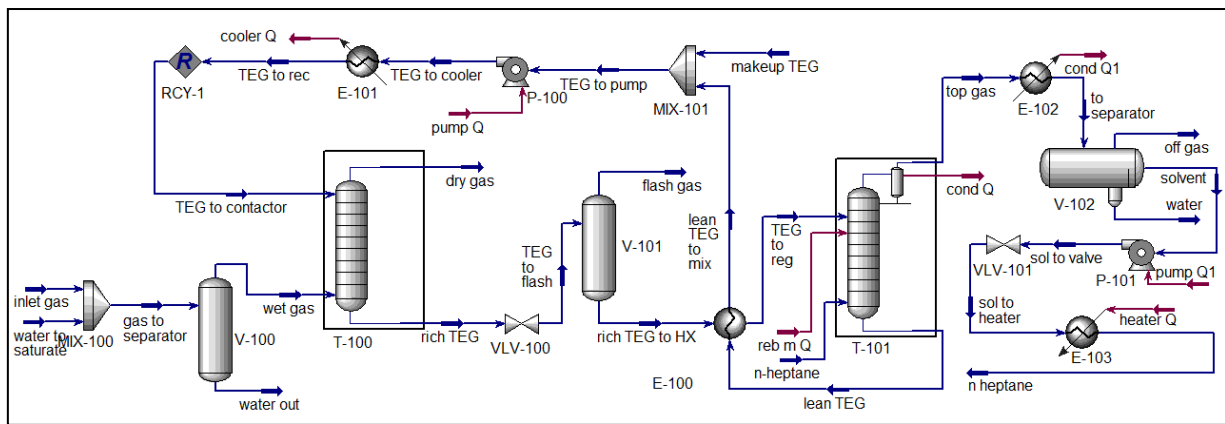 cooler Q
R
RCY-1
TEG to rec
E-101
TEG to cooler
P-100
pump Q
TEG to pump
MIX-101
makeup TEG
top gas
E-102
cond Q1
to
separator
off gas
solvent
water
V-102
TEG to contactor
dry gas
T-100
flash gas
V-101
TEG
to
flash
lean
TEG to
mix
TEG
to
reg
cond Q
T-101
VLV-101
sol to valve
P-101
pump Q1
sol to
heater
heater Q
E-103
n heptane
inlet gas
water to
saturate
MIX-100
gas to
separator
V-100
wet gas
water out
rich TEG
VLV-100
rich TEG to HX
E-100
reb m Q
n-heptane
lean TEG